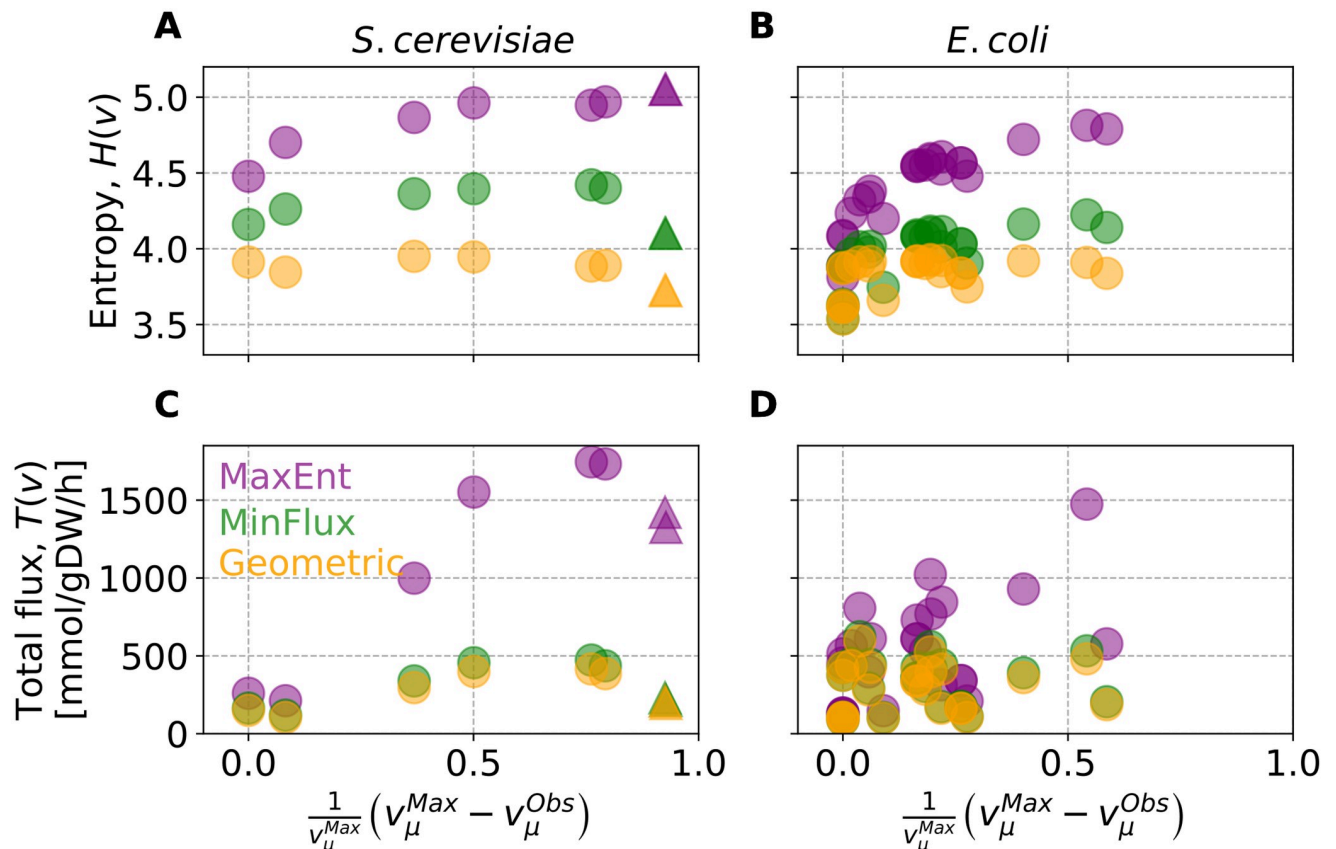 A
S. cerevisiae
B
E. coli
Entropy, H(v)
5.0
4.5
4.0
3.5
C
D
Total flux, T(v)
[mmol/gDW/h]
1500
1000
500
0
MaxEnt
MinFlux
Geometric
0.0 0.5 1.0
0.0 0.5 1.0
1/v_μ^Max (v_μ^Max − v_μ^Obs)
1/v_μ^Max (v_μ^Max − v_μ^Obs)